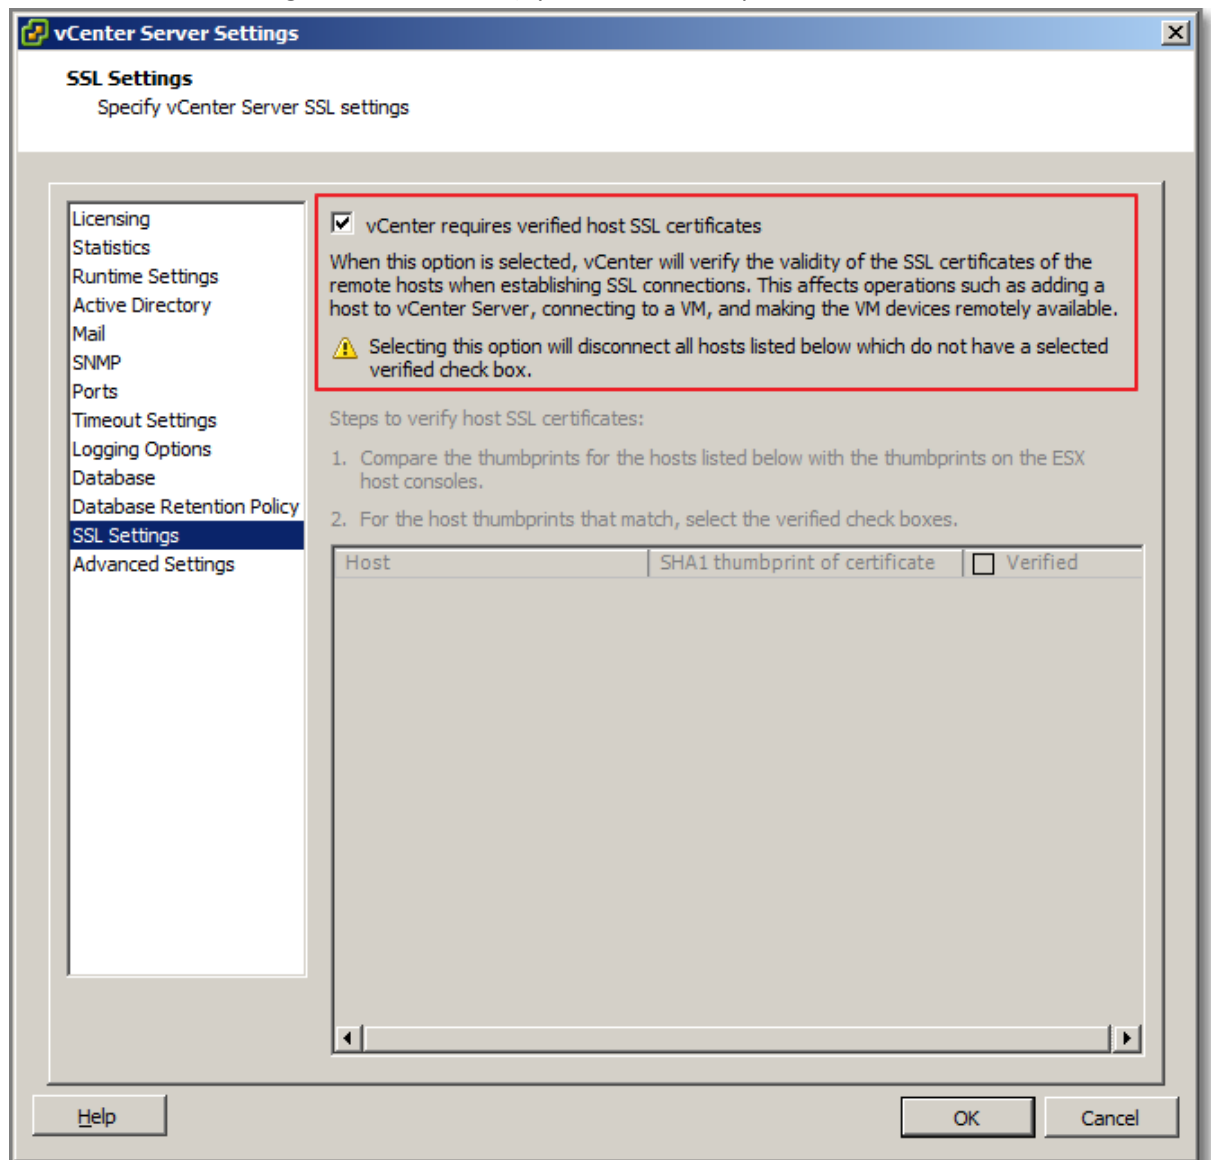 vCenter Server Settings
SSL Settings
Specify vCenter Server SSL settings
Licensing
Statistics
Runtime Settings
Active Directory
Mail
SNMP
Ports
Timeout Settings
Logging Options
Database
Database Retention Policy
SSL Settings
Advanced Settings
vCenter requires verified host SSL certificates
When this option is selected, vCenter will verify the validity of the SSL certificates of the
remote hosts when establishing SSL connections. This affects operations such as adding a
host to vCenter Server, connecting to a VM, and making the VM devices remotely available.
Selecting this option will disconnect all hosts listed below which do not have a selected
verified check box.
Steps to verify host SSL certificates:
1. Compare the thumbprints for the hosts listed below with the thumbprints on the ESX
host consoles.
2. For the host thumbprints that match, select the verified check boxes.
Host SHA1 thumbprint of certificate Verified
Help OK Cancel